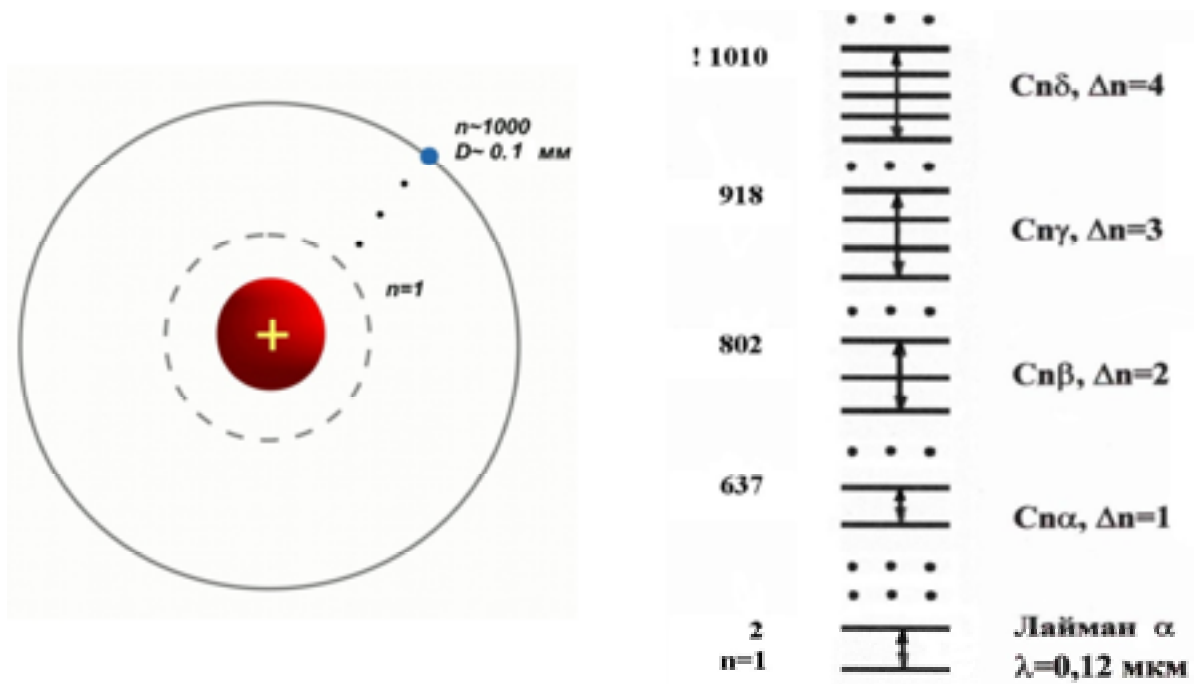 n~1000
D~ 0.1 мм
n=1
+
! 1010
Cnδ, Δn=4
918
Cnγ, Δn=3
802
Cnβ, Δn=2
637
Cnα, Δn=1
2
Лайман α
n=1
λ=0,12 мкм